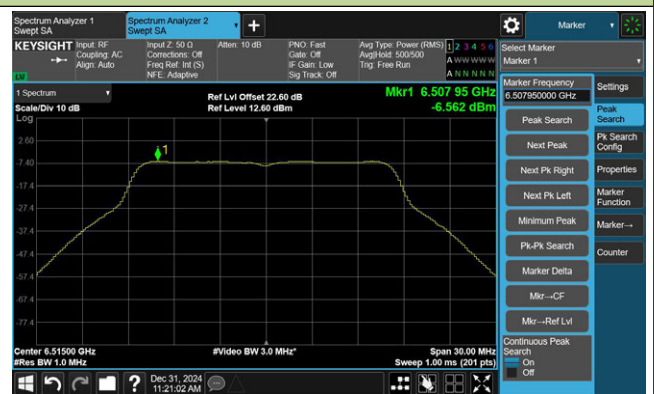 Spectrum Analyzer 1
Swept SA
Spectrum Analyzer 2
Swept SA
+
Marker
KEYSIGHT
Input: RF
Coupling: AC
Align: Auto
Input Z: 50 Ω
Corrections: Off
Freq Ref: Int (S)
NFE: Adaptive
Atten: 10 dB
PNO: Fast
Gate: Off
IF Gain: Low
Sig Track: Off
Avg Type: Power (RMS)
Avg|Hold: 500/500
Trig: Free Run
1 2 3 4 5 6
A W W W W W
A N N N N N
LV
Select Marker
Marker 1
1 Spectrum
Scale/Div 10 dB
Log
Ref Lvl Offset 22.60 dB
Ref Level 12.60 dBm
Mkr1 6.507 95 GHz
-6.562 dBm
1
2.60
-7.40
-17.4
-27.4
-37.4
-47.4
-57.4
-67.4
-77.4
Center 6.51500 GHz
#Res BW 1.0 MHz
#Video BW 3.0 MHz*
Span 30.00 MHz
Sweep 1.00 ms (201 pts)
Marker Frequency
6.507950000 GHz
Peak Search
Next Peak
Next Pk Right
Next Pk Left
Minimum Peak
Pk-Pk Search
Marker Delta
Mkr→CF
Mkr→Ref Lvl
Continuous Peak
Search
On
Off
Settings
Peak
Search
Pk Search
Config
Properties
Marker
Function
Marker→
Counter
?
Dec 31, 2024
11:21:02 AM